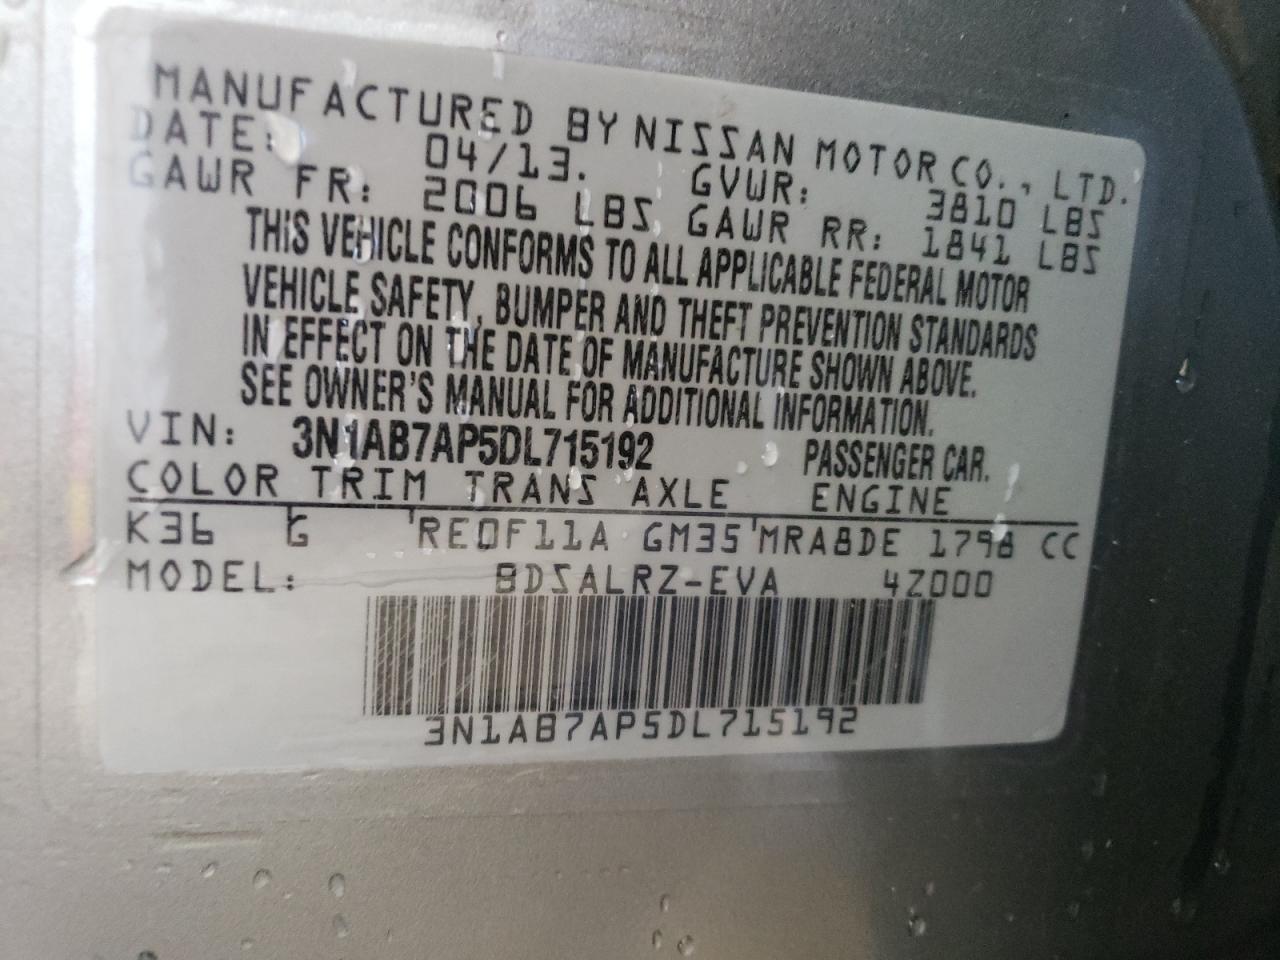 MANUFACTURED BY NISSAN MOTOR CO., LTD.
DATE: 04/13. GVWR: 3810 LBS
GAWR FR: 2006 LBS GAWR RR: 1841 LBS
THIS VEHICLE CONFORMS TO ALL APPLICABLE FEDERAL MOTOR
VEHICLE SAFETY, BUMPER AND THEFT PREVENTION STANDARDS
IN EFFECT ON THE DATE OF MANUFACTURE SHOWN ABOVE.
SEE OWNER'S MANUAL FOR ADDITIONAL INFORMATION.
VIN: 3N1AB7AP5DL715192 PASSENGER CAR.
COLOR TRIM TRANS AXLE ENGINE
K36 G RE0F11A GM35 MRA8DE 1798 CC
MODEL: BDSALRZ-EVA 4Z000
3N1AB7AP5DL715192